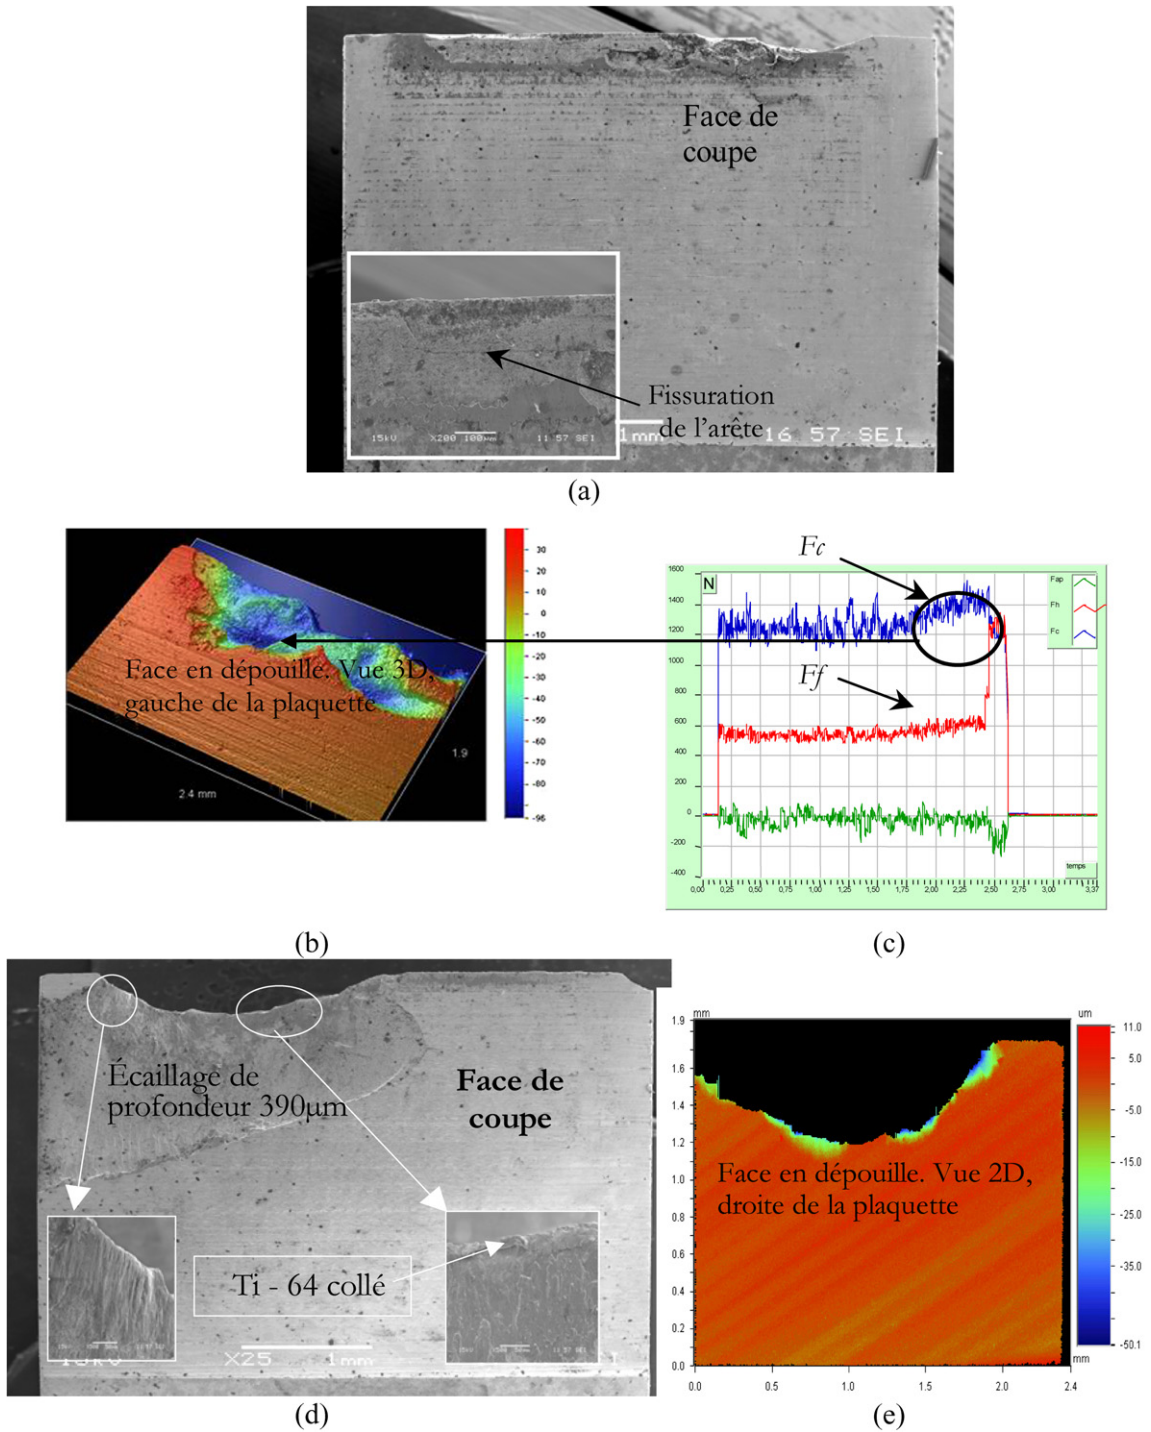 Face de
coupe
Fissuration
de l'arête
15kV X200 100μm 11 57 SEI
1mm 16 57 SEI
(a)
30
20
10
0
-10
-20
-30
-40
-50
-60
-70
-80
-95
Face en dépouille. Vue 3D,
gauche de la plaquette
1.9
2.4 mm
(b)
Fc
Ff
N
1600
1400
1200
1000
800
600
400
200
0
-200
-400
Fap
Fh
Fc
temps
0,00 0,25 0,50 0,75 1,00 1,25 1,50 1,75 2,00 2,25 2,50 2,75 3,00 3,37
(c)
Écaillage de
profondeur 390µm
Face de
coupe
Ti - 64 collé
X25 1mm
(d)
mm
1.9
1.6
1.4
1.2
1.0
0.8
0.6
0.4
0.2
0.0
0.0 0.5 1.0 1.5 2.0 2.4
mm
um
11.0
5.0
-5.0
-15.0
-25.0
-35.0
-50.1
Face en dépouille. Vue 2D,
droite de la plaquette
(e)